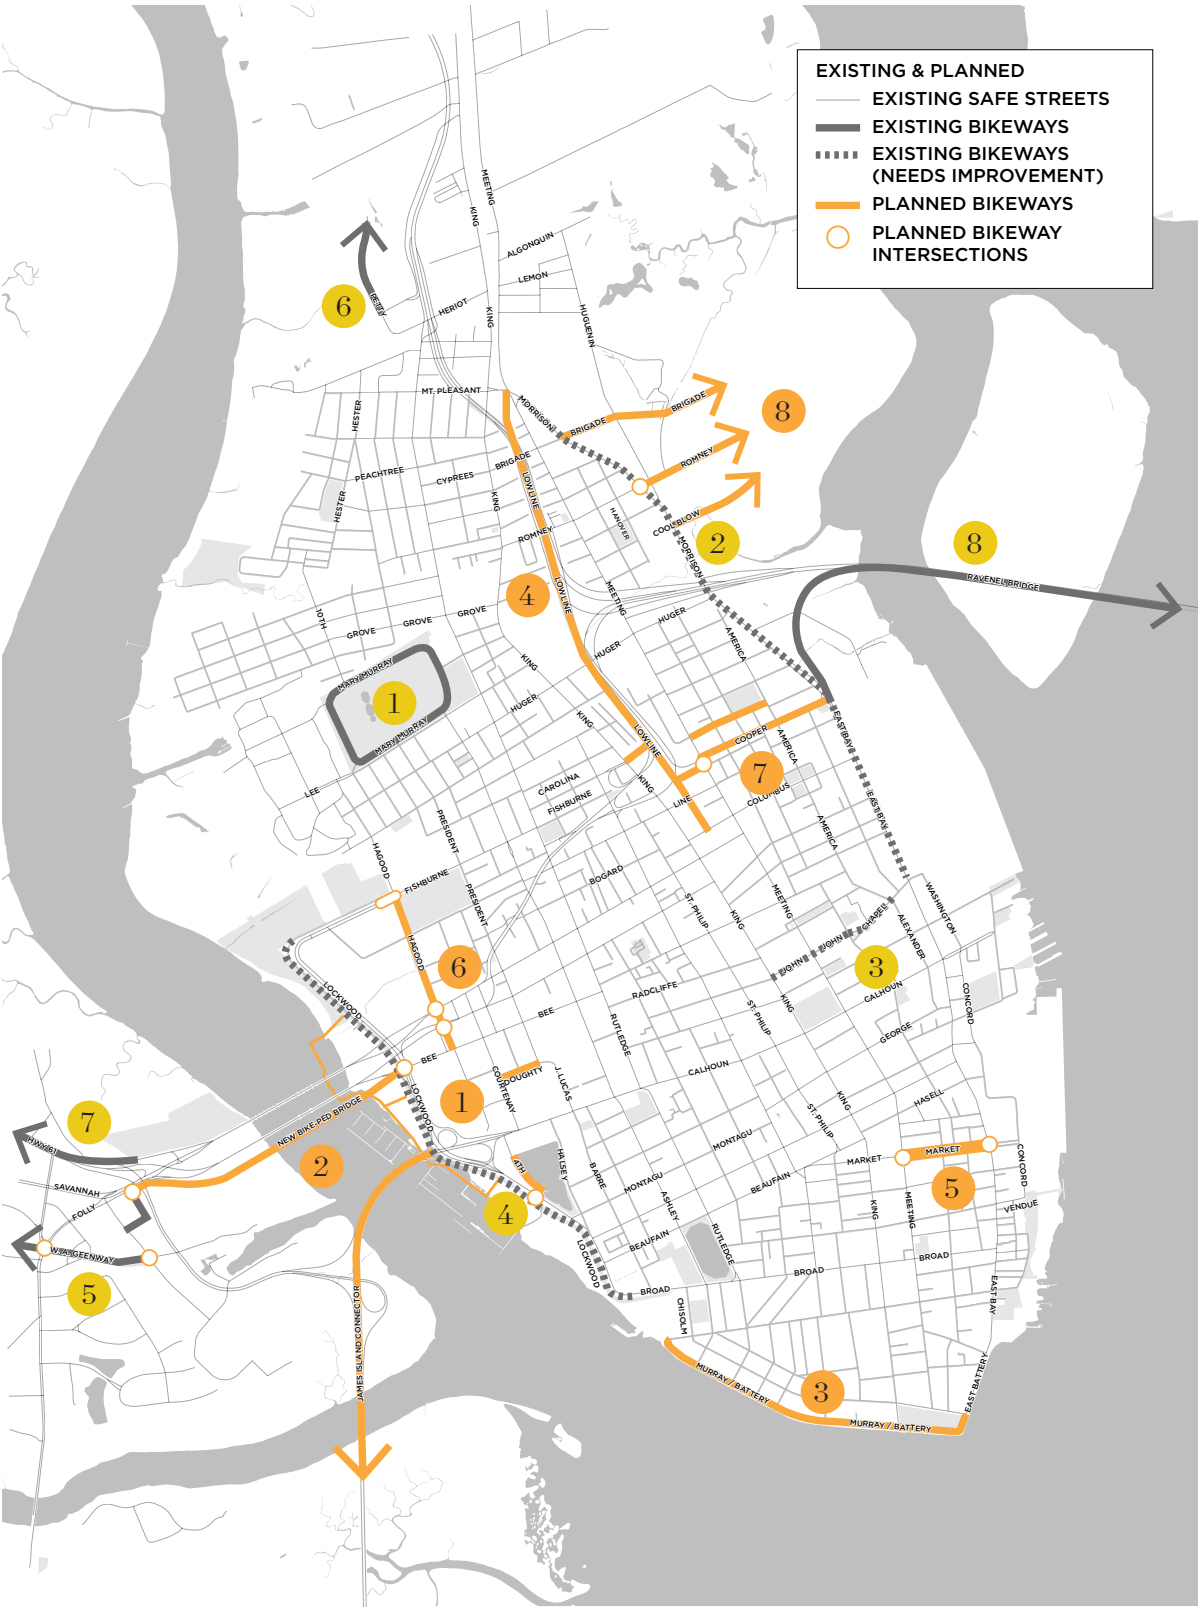 EXISTING & PLANNED
EXISTING SAFE STREETS
EXISTING BIKEWAYS
EXISTING BIKEWAYS
(NEEDS IMPROVEMENT)
PLANNED BIKEWAYS
PLANNED BIKEWAY
INTERSECTIONS
MEETING
KING
ALGONQUIN
LEMON
HERIOT
KING
HUGUENIN
PETTY
6
MT. PLEASANT
HESTER
MORRISON
BRIGADE
BRIGADE
8
ROMNEY
BRIGADE
PEACHTREE
CYPREES
HESTER
KING
LOWLINE
ROMNEY
HANOVER
COOL BLOW
2
MORRISON
8
RAVENEL BRIDGE
4
LOWLINE
MEETING
10TH
GROVE
GROVE
GROVE
HUGER
HUGER
AMERICA
KING
MARY MURRAY
1
MARY MURRAY
HUGER
KING
LOWLINE
COOPER
AMERICA
EAST BAY
7
KING
CAROLINA
FISHBURNE
LEE
LINE
COLUMBUS
EAST BAY
AMERICA
PRESIDENT
HAGOOD
FISHBURNE
PRESIDENT
BOGARD
ST. PHILIP
KING
MEETING
WASHINGTON
CHAPEL
ALEXANDER
JOHN
JOHN
3
HAGOOD
6
LOCKWOOD
RADCLIFFE
CALHOUN
CONCORD
KING
ST. PHILIP
GEORGE
BEE
RUTLEDGE
BEE
CALHOUN
DOUGHTY
COURTENAY
J. LUCAS
1
LOCKWOOD
NEW BIKE-PED BRIDGE
2
7
HWY 61
HASELL
KING
ST. PHILIP
MONTAGU
MARKET
MARKET
CONCORD
5
4TH
HALSEY
BARRE
MONTAGU
BEAUFAIN
ASHLEY
KING
MEETING
VENDUE
SAVANNAH
FOLLY
4
W.A. GEENWAY
5
LOCKWOOD
BEAUFAIN
RUTLEDGE
BROAD
BROAD
BROAD
EAST BAY
CHISOLM
JAMES ISLAND CONNECTOR
MURRAY / BATTERY
3
MURRAY / BATTERY
EAST BATTERY